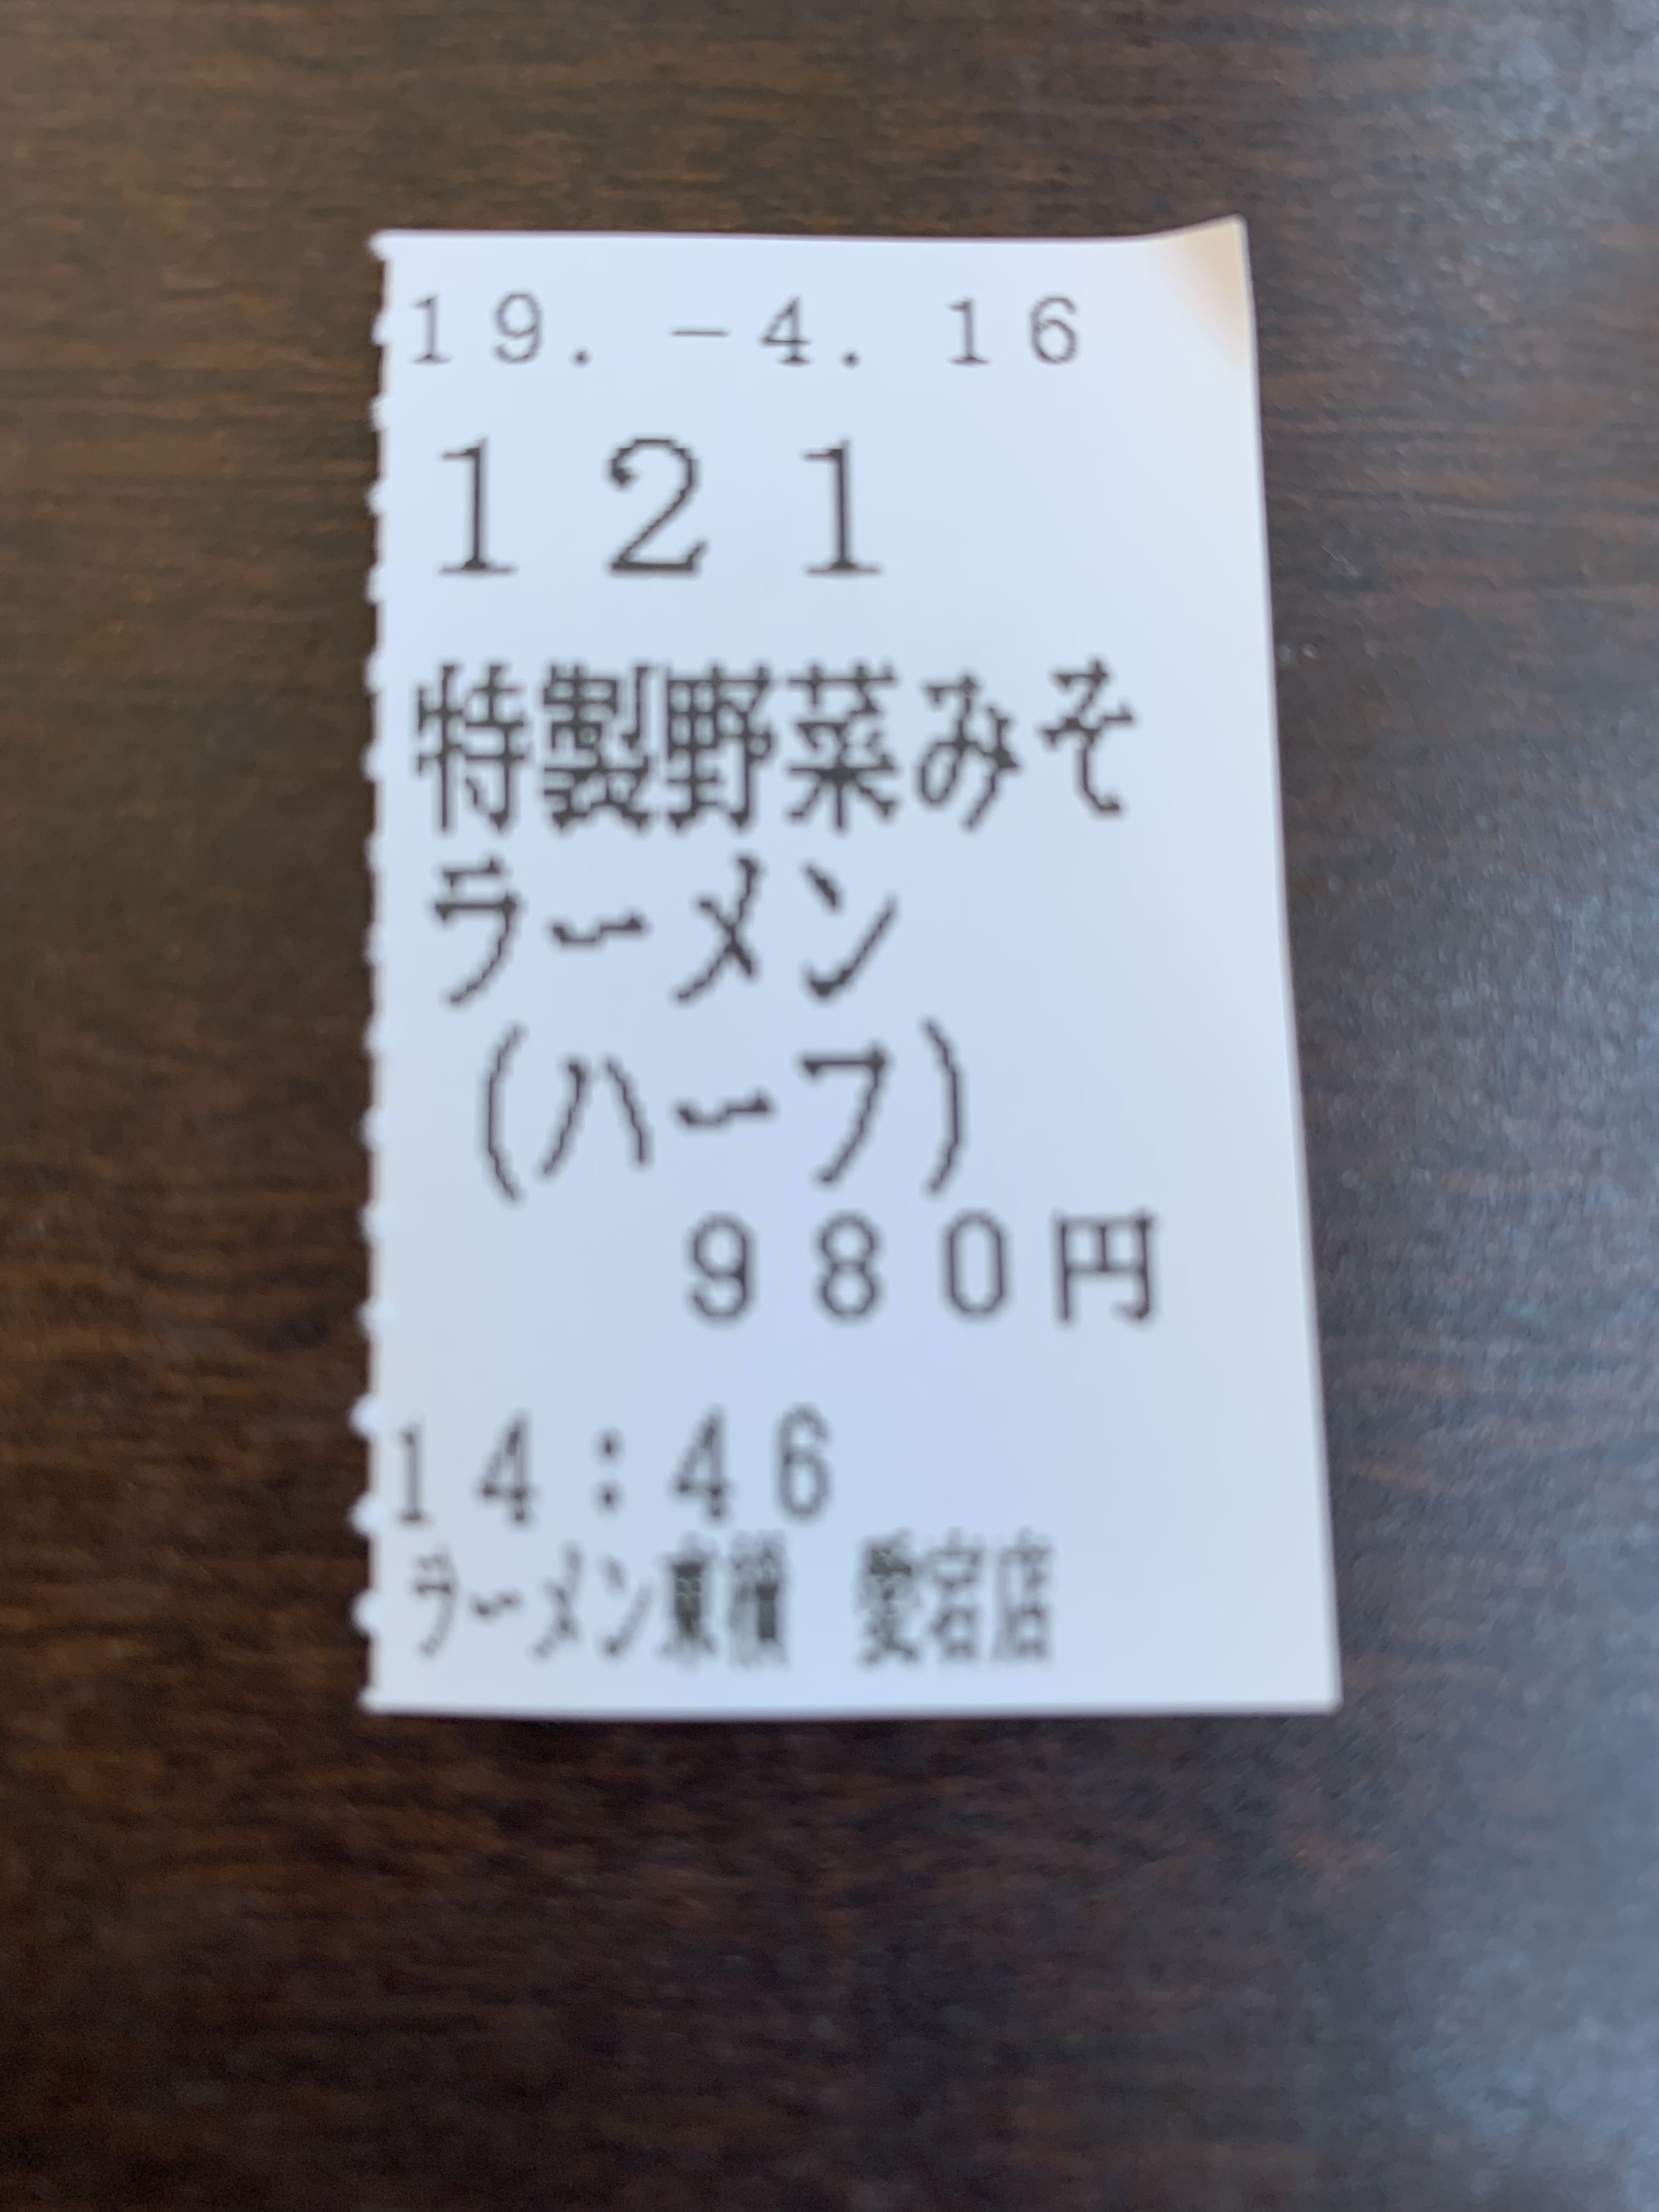 19.-4.16
121
特製野菜みそ
ラーメン
(ハーフ)
980円
14:46
ラーメン東横 愛宕店